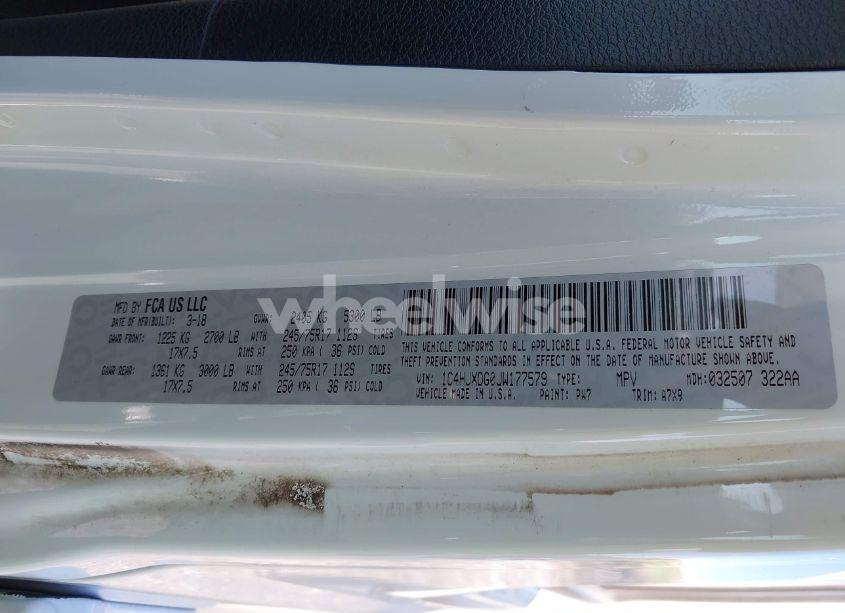 wheelwise
MFD BY FCA US LLC
DATE OF MFR(BUILT): 3-18 GVWR: 2405 KG 5300 LB
GAWR FRONT: 1225 KG 2700 LB WITH 245/75R17 112S TIRES
17X7.5 RIMS AT 250 KPA ( 36 PSI) COLD
GAWR REAR: 1361 KG 3000 LB WITH 245/75R17 112S TIRES
17X7.5 RIMS AT 250 KPA ( 36 PSI) COLD
THIS VEHICLE CONFORMS TO ALL APPLICABLE U.S.A. FEDERAL MOTOR VEHICLE SAFETY AND
THEFT PREVENTION STANDARDS IN EFFECT ON THE DATE OF MANUFACTURE SHOWN ABOVE.
VIN: 1C4HJXDG0JW177579 TYPE: MPV MDH: 032507 322AA
VEHICLE MADE IN U.S.A. PAINT: PW7 TRIM: A7X9